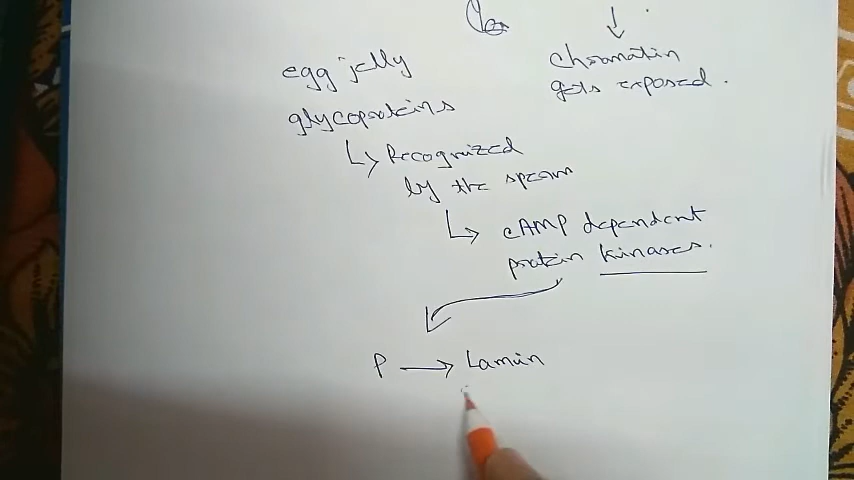 egg jelly
glycoproteins
Recognized
by the sperm
cAMP dependent
protein kinases.
P → Lamin
chromatin
gets exposed.